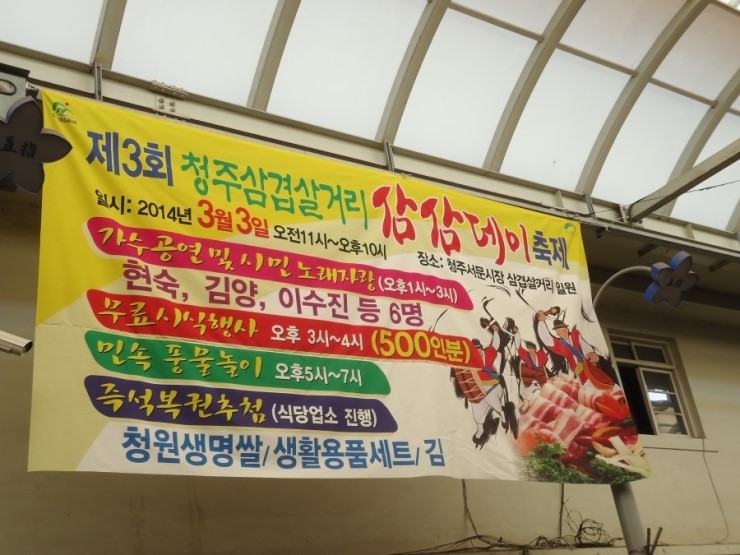 제3회 청주삼겹살거리 삼삼데이 축제
일시: 2014년 3월 3일 오전11시~오후10시
장소: 청주서문시장 삼겹살거리 일원
가수공연 및 시민 노래자랑 (오후1시~3시)
현숙, 김양, 이수진 등 6명
무료시식행사 오후 3시~4시 (500인분)
민속 풍물놀이 오후5시~7시
즉석복권추첨 (식당업소 진행)
청원생명쌀/ 생활용품세트/ 김
直指